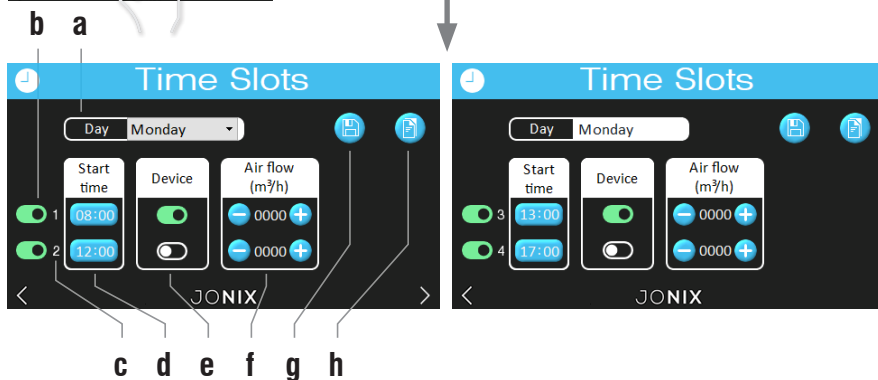 b a
Time Slots
Day Monday
Start time Device Air flow (m³/h)
1 08:00 0000
2 12:00 0000
JONIX
c d e f g h
Time Slots
Day Monday
Start time Device Air flow (m³/h)
3 13:00 0000
4 17:00 0000
JONIX